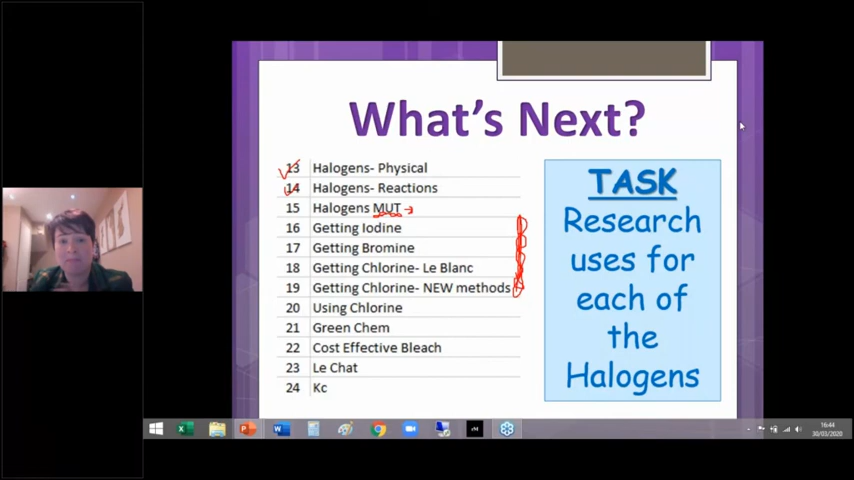 What's Next?
13 Halogens- Physical
14 Halogens- Reactions
15 Halogens MUT
16 Getting Iodine
17 Getting Bromine
18 Getting Chlorine- Le Blanc
19 Getting Chlorine- NEW methods
20 Using Chlorine
21 Green Chem
22 Cost Effective Bleach
23 Le Chat
24 Kc
TASK
Research
uses for
each of
the
Halogens
16:44
30/03/2020